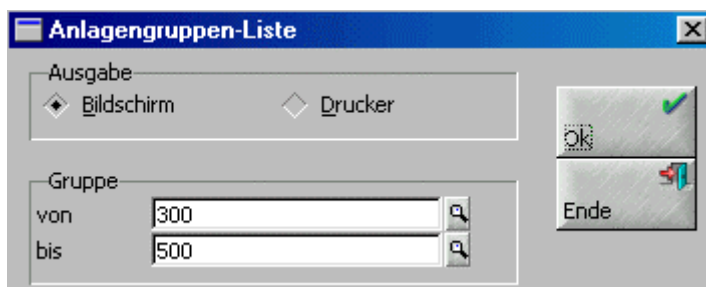 Anlagengruppen-Liste
Ausgabe
Bildschirm Drucker
Ok
Gruppe
von 300
bis 500
Ende